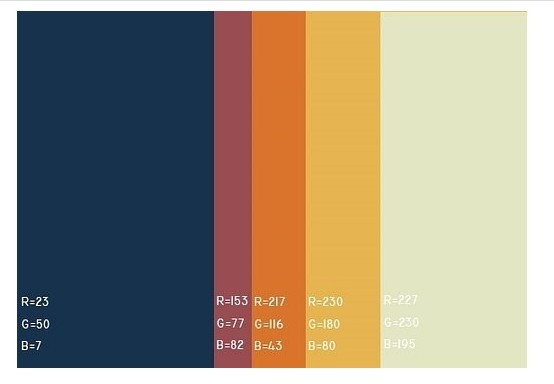 R=23
G=50
B=7
R=153
G=77
B=82
R=217
G=116
B=43
R=230
G=180
B=80
R=227
G=230
B=195